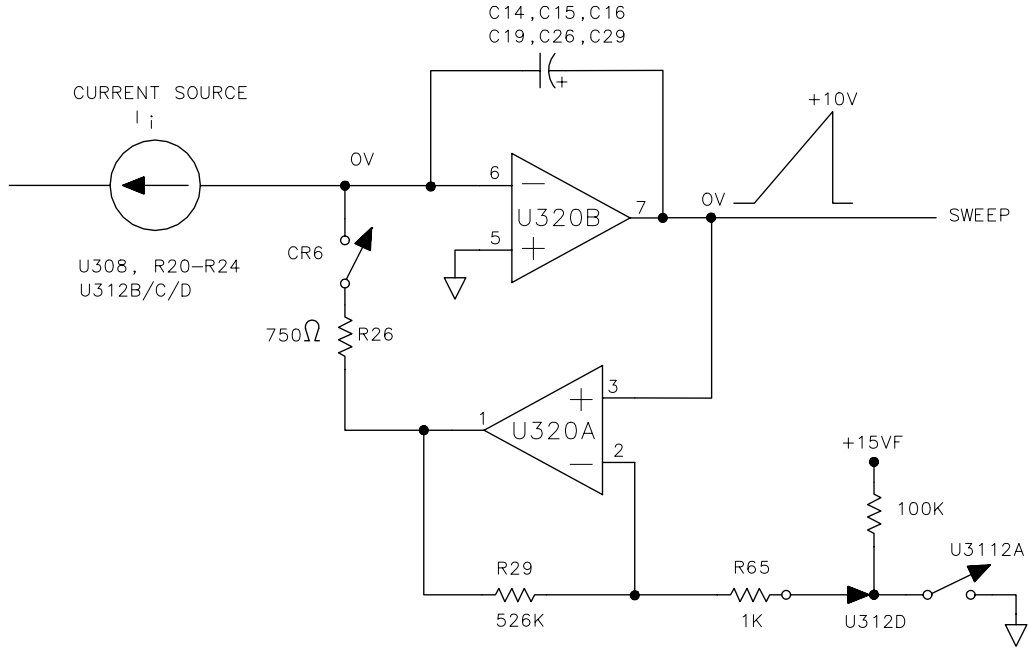 C14,C15,C16
C19,C26,C29
+
CURRENT SOURCE
I i
+10V
0V
6
−
U320B
7
0V
SWEEP
5
+
CR6
U308, R20−R24
U312B/C/D
750Ω
R26
3
+
1
U320A
2
−
+15VF
100K
U3112A
R29
R65
526K
1K
U312D